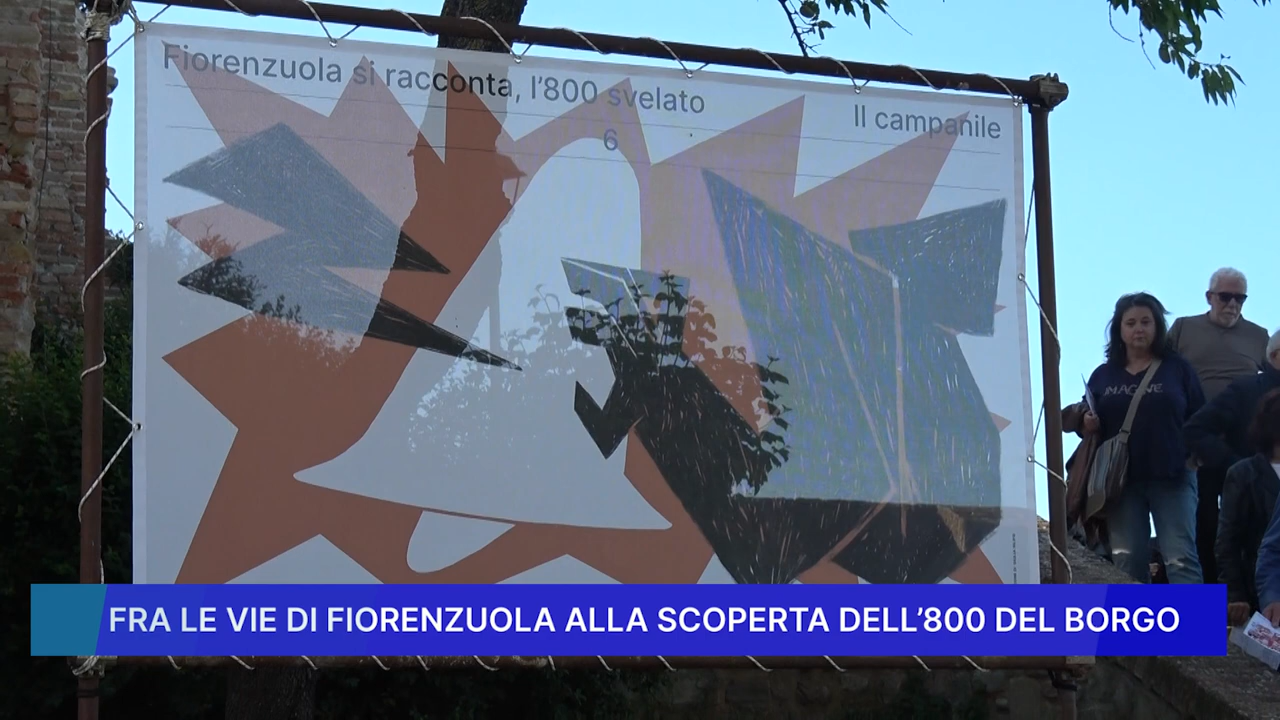 Fiorenzuola si racconta, l'800 svelato
6
Il campanile
IMAGINE
FRA LE VIE DI FIORENZUOLA ALLA SCOPERTA DELL'800 DEL BORGO